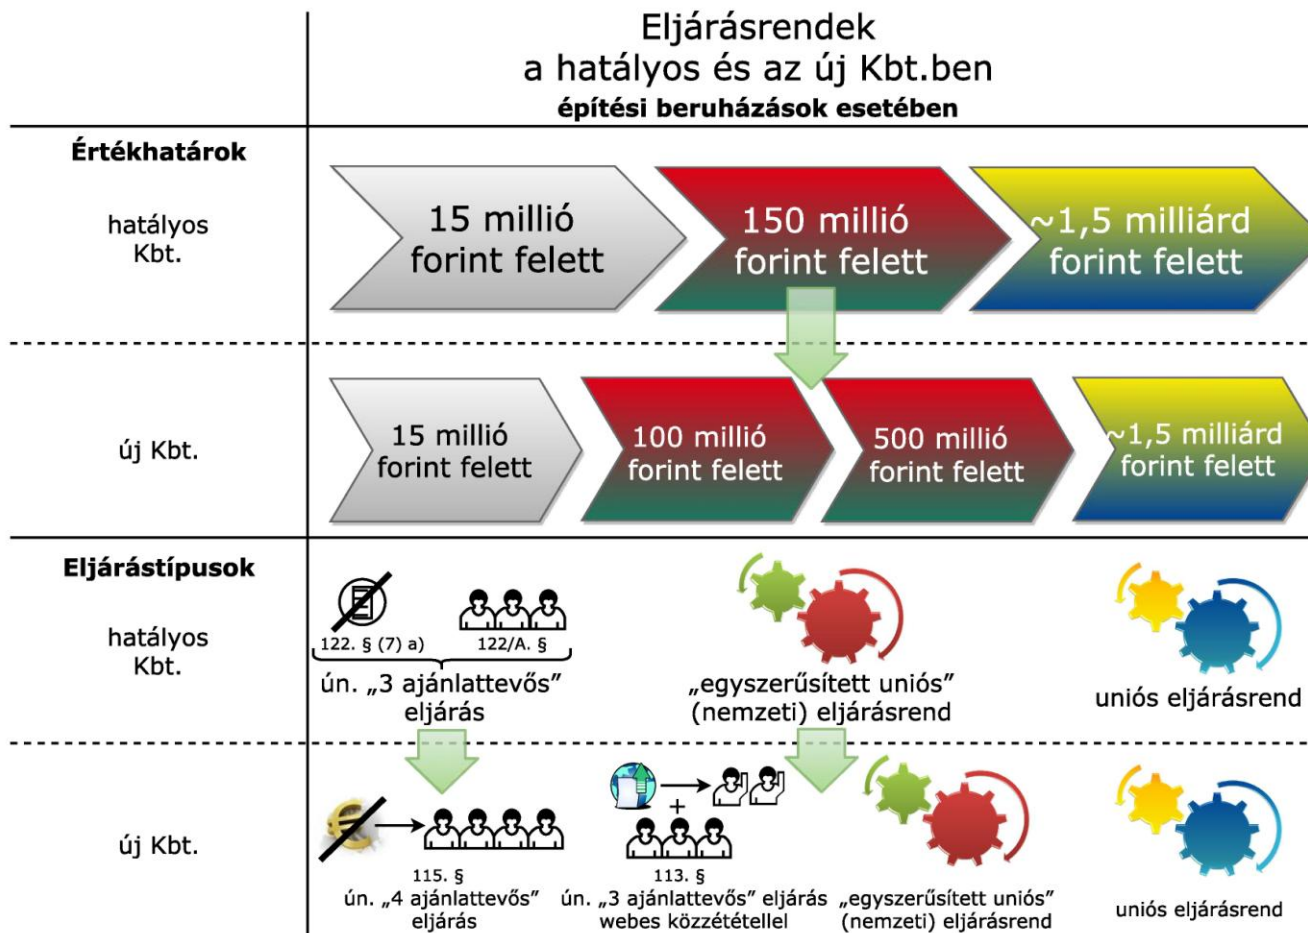 Eljárásrendek
a hatályos és az új Kbt.ben
építési beruházások esetében
Értékhatárok
hatályos
Kbt.
15 millió
forint felett
150 millió
forint felett
~1,5 milliárd
forint felett
új Kbt.
15 millió
forint felett
100 millió
forint felett
500 millió
forint felett
~1,5 milliárd
forint felett
Eljárástípusok
hatályos
Kbt.
122. § (7) a)
122/A. §
ún. „3 ajánlattevős”
eljárás
„egyszerűsített uniós”
(nemzeti) eljárásrend
uniós eljárásrend
új Kbt.
115. §
ún. „4 ajánlattevős”
eljárás
113. §
ún. „3 ajánlattevős” eljárás
webes közzététellel
„egyszerűsített uniós”
(nemzeti) eljárásrend
uniós eljárásrend